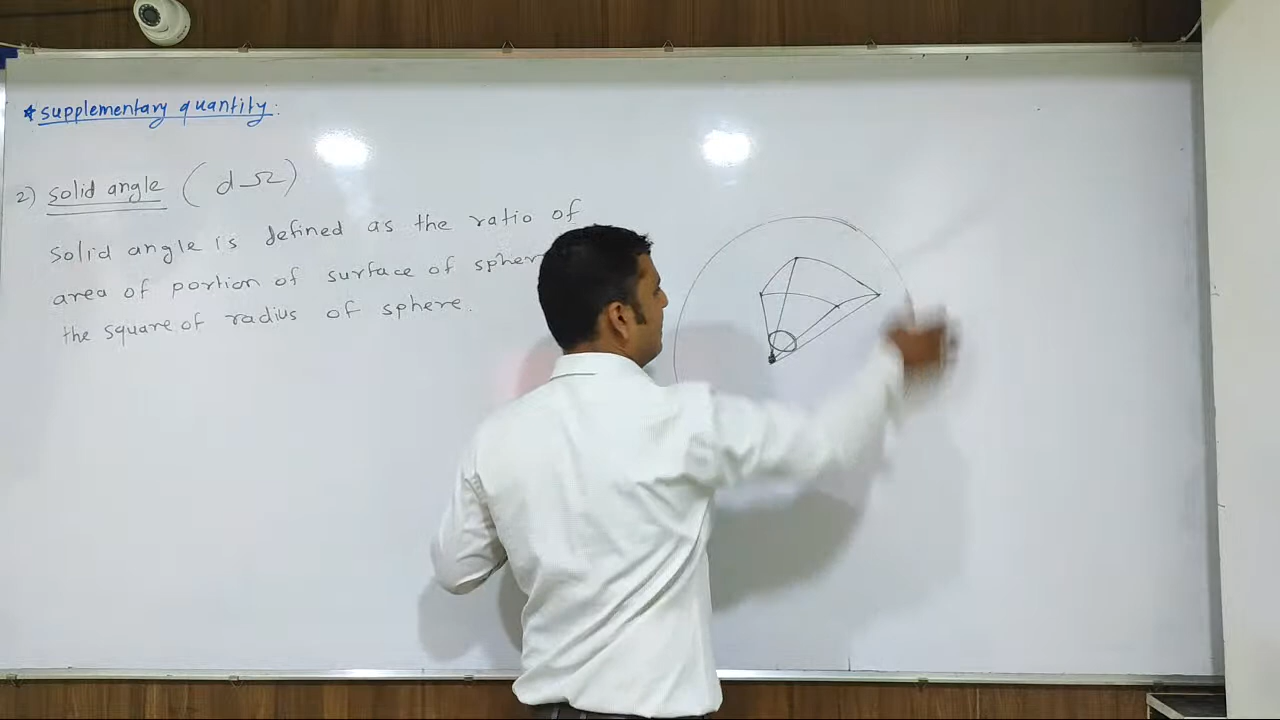 * supplementary quantity:
2) solid angle (dΩ)
Solid angle is defined as the ratio of
area of portion of surface of spher
the square of radius of sphere.